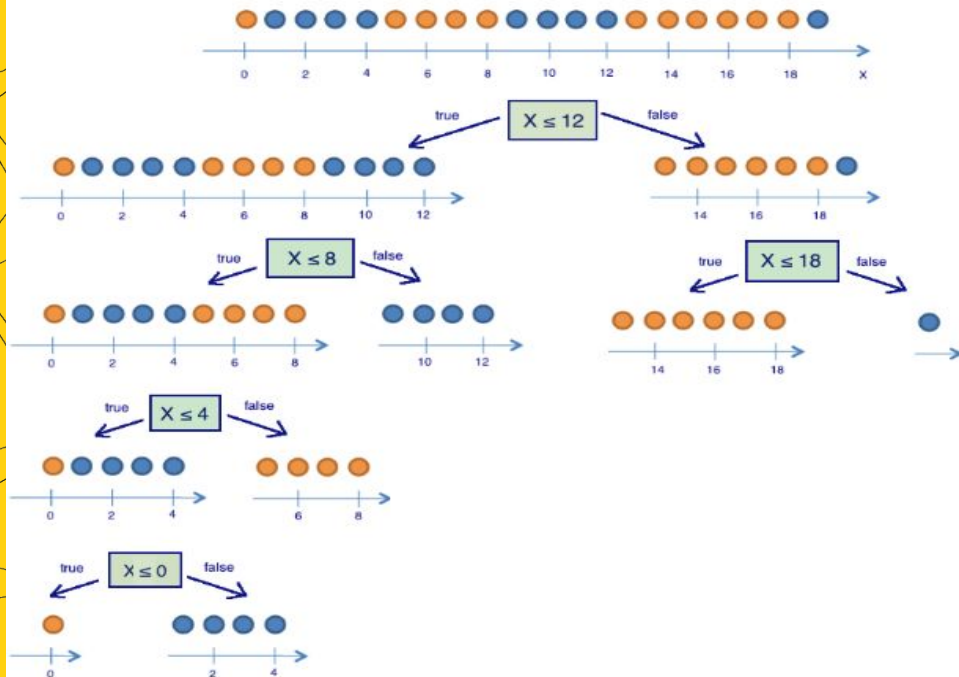 0 2 4 6 8 10 12 14 16 18 X
true X ≤ 12 false
0 2 4 6 8 10 12
14 16 18
true X ≤ 8 false
true X ≤ 18 false
0 2 4 6 8
10 12
14 16 18
true X ≤ 4 false
0 2 4
6 8
true X ≤ 0 false
0
2 4